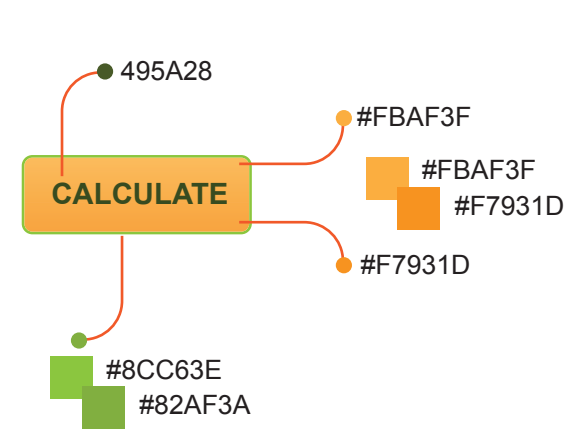 495A28
#FBAF3F
#FBAF3F
CALCULATE
#F7931D
#F7931D
#8CC63E
#82AF3A